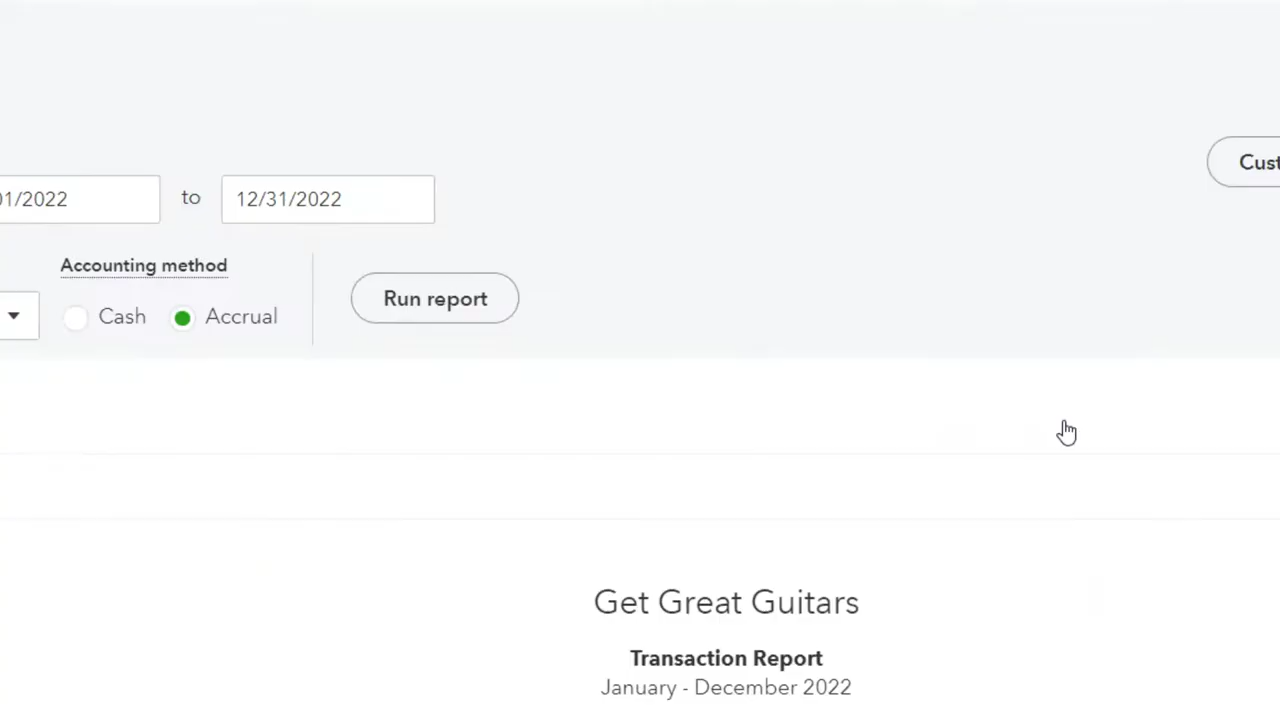 Cust
01/2022 to 12/31/2022
Accounting method
Cash Accrual Run report
Get Great Guitars
Transaction Report
January - December 2022